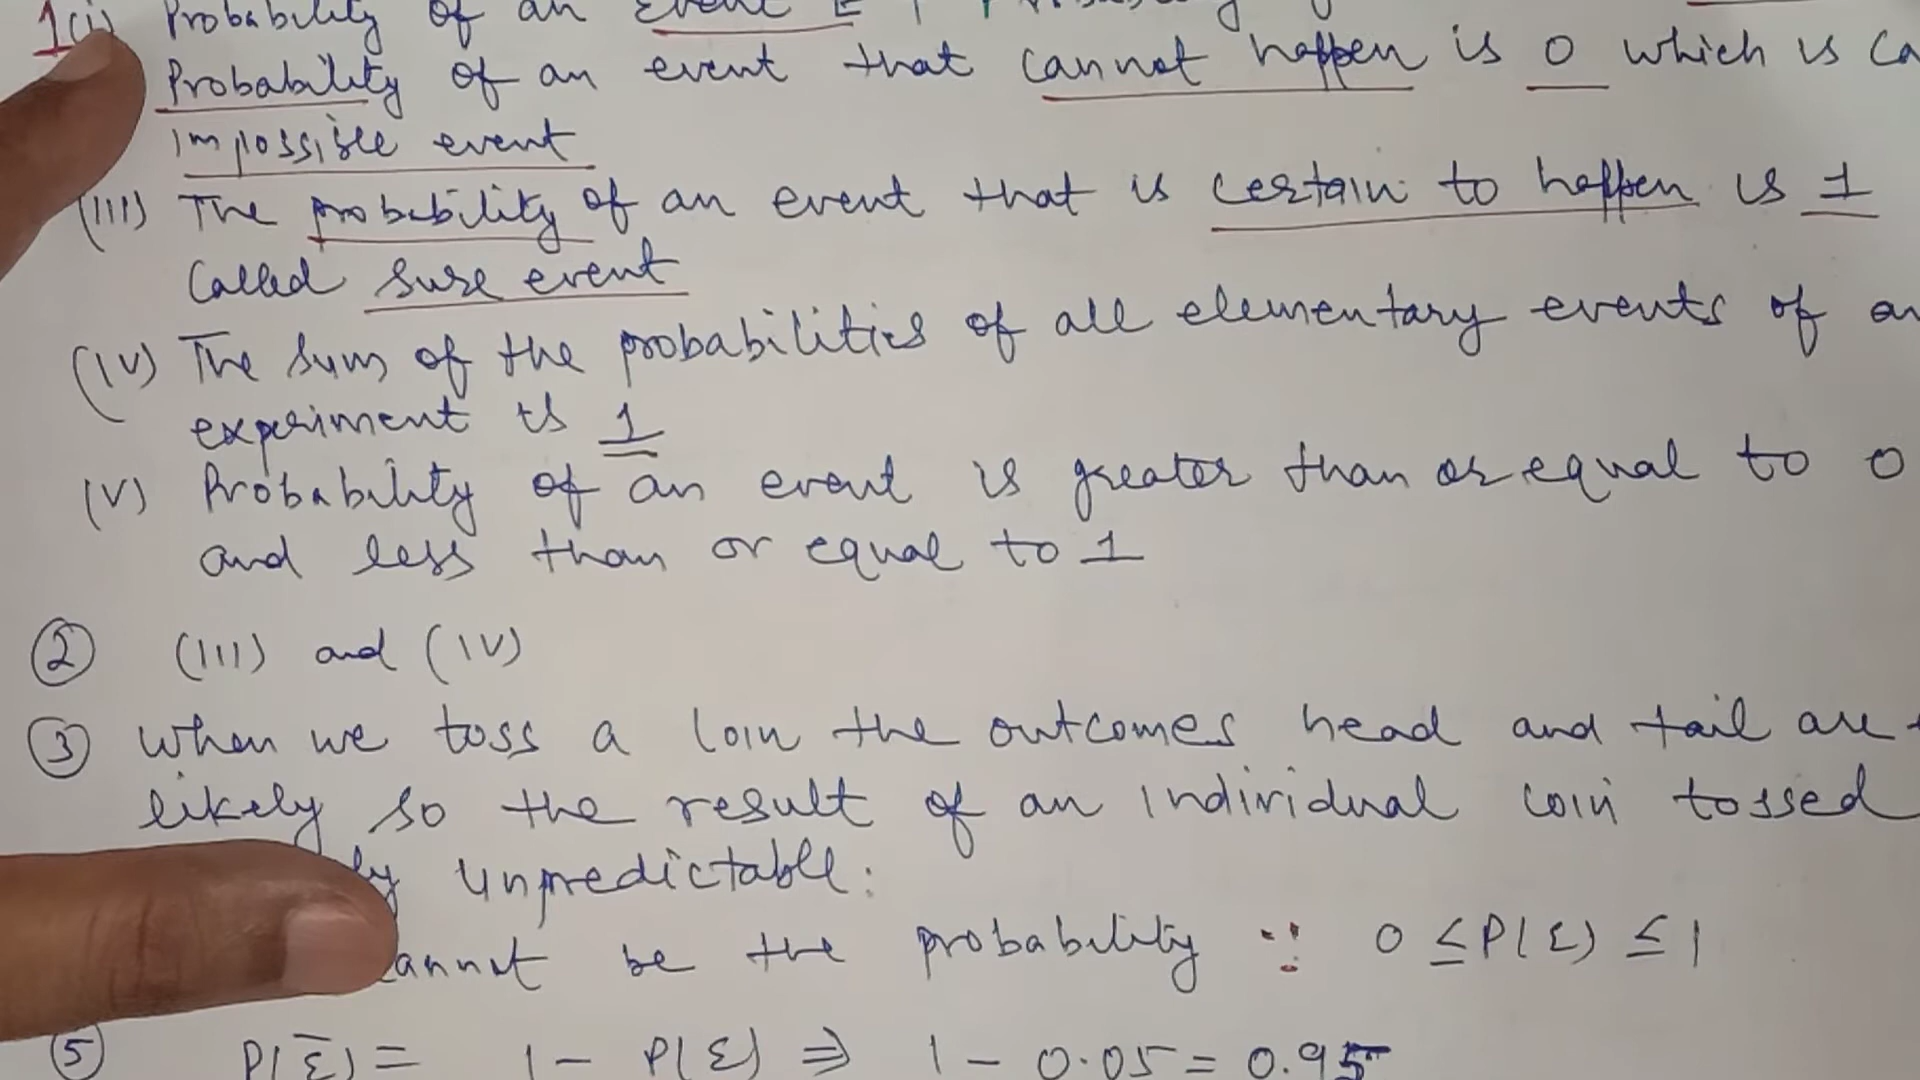 1(i) Probability of an event E
Probability of an event that cannot happen is 0 which is
impossible event
(III) The probability of an event that is certain to happen is 1
called sure event
(IV) The sum of the probabilities of all elementary events of
experiment is 1
(V) Probability of an event is greater than or equal to 0
and less than or equal to 1
② (III) and (IV)
③ when we toss a coin the outcomes head and tail are
likely so the result of an individual coin tossed
unpredictable.
cannot be the probability ∵ 0 ≤ P(E) ≤ 1
⑤ P(E̅) = 1 - P(E) ⇒ 1 - 0.05 = 0.95